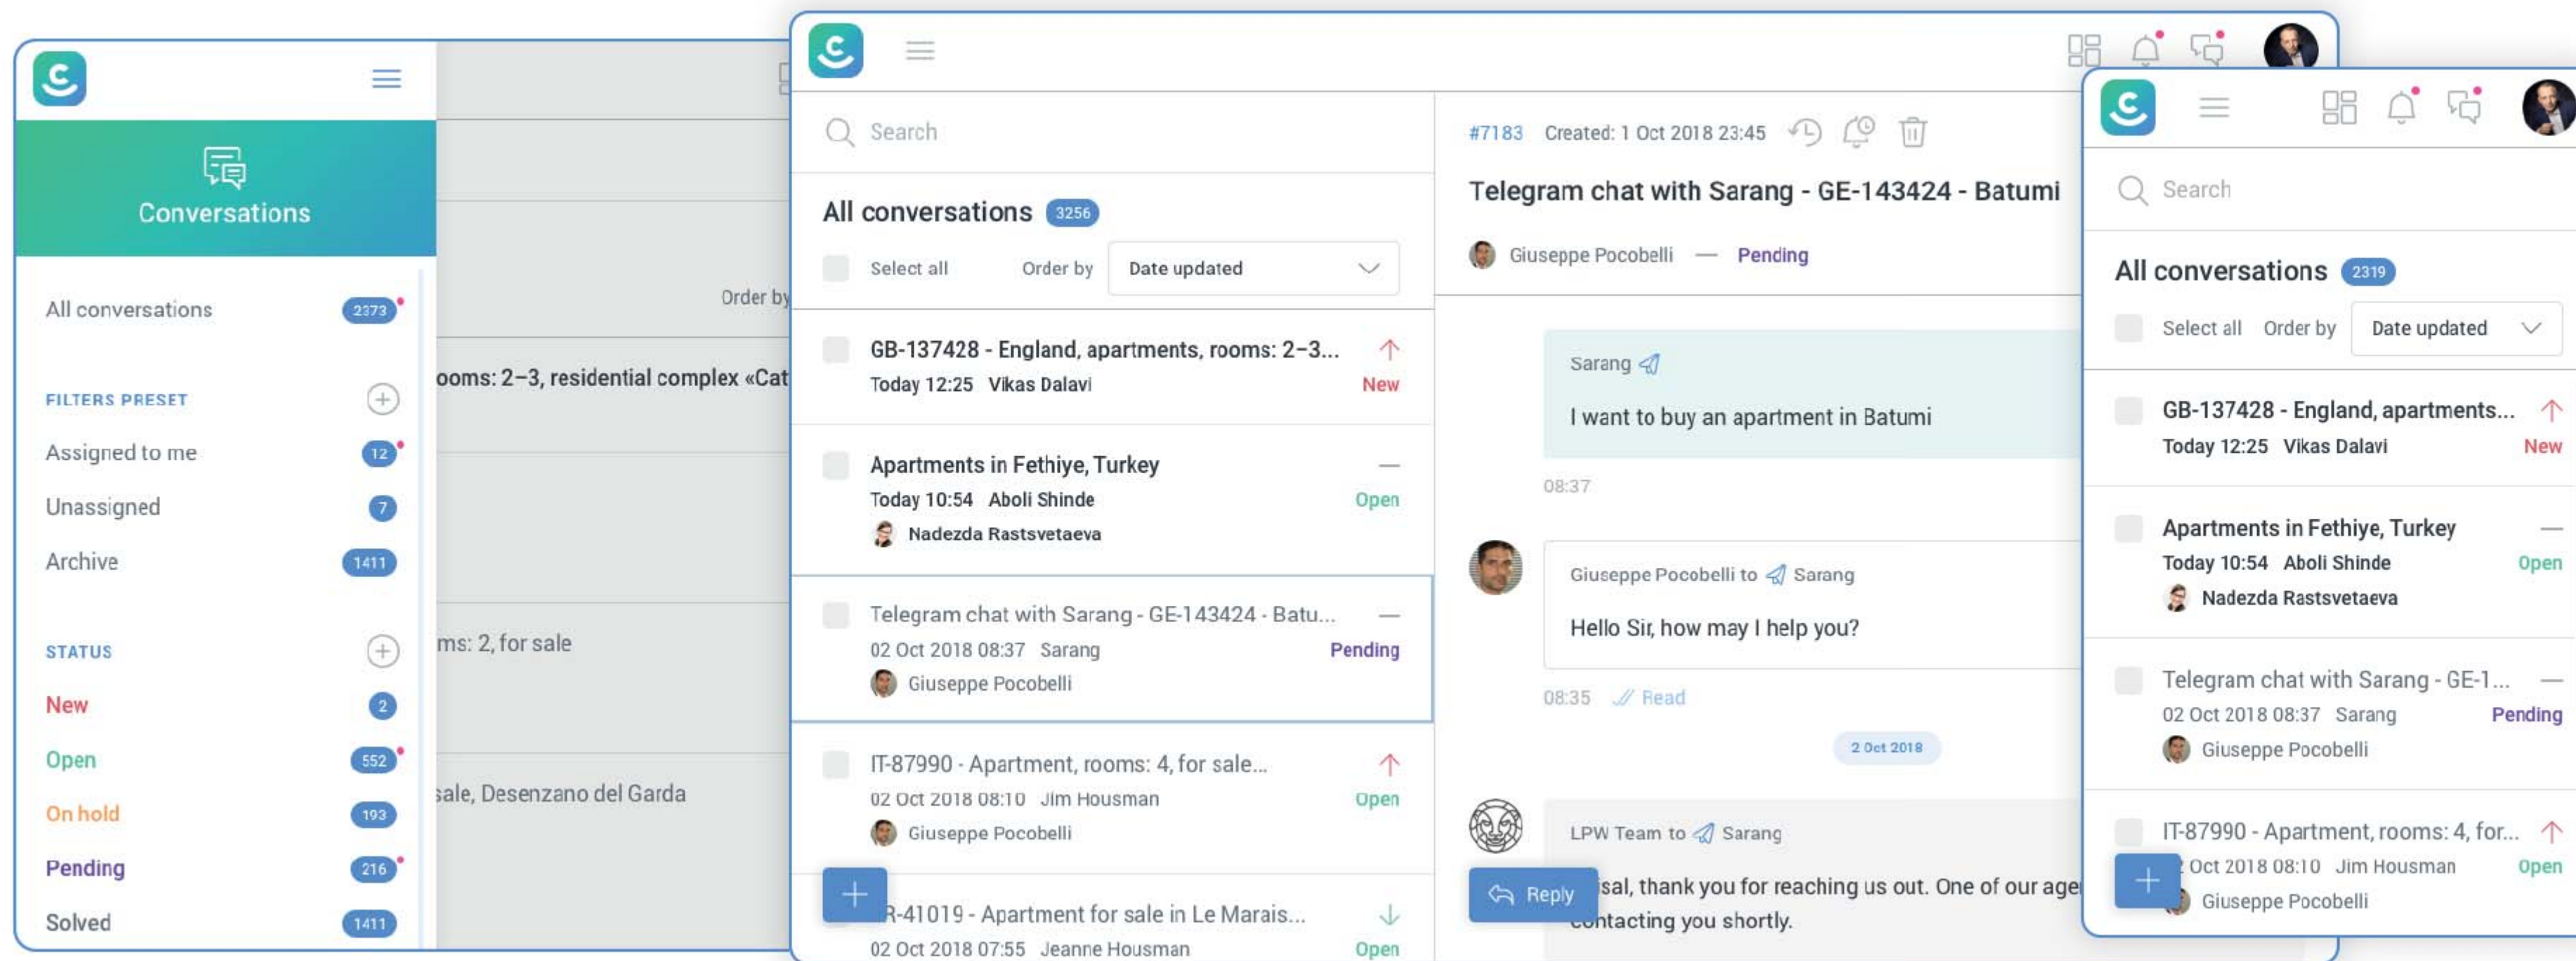 Conversations
All conversations 2373
FILTERS PRESET
Assigned to me 12
Unassigned 7
Archive 1411
STATUS
New 2
Open 552
On hold 193
Pending 216
Solved 1411
Order by
ooms: 2–3, residential complex «Cat
ms: 2, for sale
sale, Desenzano del Garda
Search
All conversations 3256
Select all Order by Date updated
GB-137428 - England, apartments, rooms: 2–3...
Today 12:25 Vikas Dalavi New
Apartments in Fethiye, Turkey
Today 10:54 Aboli Shinde Open
Nadezda Rastsvetaeva
Telegram chat with Sarang - GE-143424 - Batu...
02 Oct 2018 08:37 Sarang Pending
Giuseppe Pocobelli
IT-87990 - Apartment, rooms: 4, for sale...
02 Oct 2018 08:10 Jim Housman Open
Giuseppe Pocobelli
R-41019 - Apartment for sale in Le Marais...
02 Oct 2018 07:55 Jeanne Housman Open
#7183 Created: 1 Oct 2018 23:45
Telegram chat with Sarang - GE-143424 - Batumi
Giuseppe Pocobelli — Pending
Sarang
I want to buy an apartment in Batumi
08:37
Giuseppe Pocobelli to Sarang
Hello Sir, how may I help you?
08:35 Read
2 Oct 2018
LPW Team to Sarang
isal, thank you for reaching us out. One of our age
contacting you shortly.
Reply
Search
All conversations 2319
Select all Order by Date updated
GB-137428 - England, apartments...
Today 12:25 Vikas Dalavi New
Apartments in Fethiye, Turkey
Today 10:54 Aboli Shinde Open
Nadezda Rastsvetaeva
Telegram chat with Sarang - GE-1...
02 Oct 2018 08:37 Sarang Pending
Giuseppe Pocobelli
IT-87990 - Apartment, rooms: 4, for...
Oct 2018 08:10 Jim Housman Open
Giuseppe Pocobelli